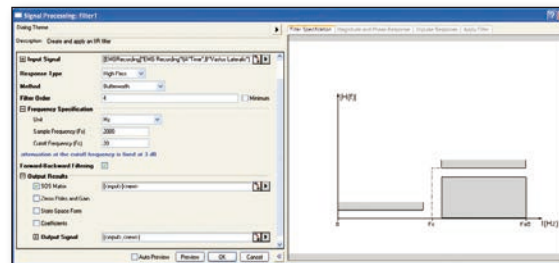 Signal Processing: Filter1
Dialog Theme
Description: Create and apply an IIR filter
Input Signal
Response Type High Pass
Method Butterworth
Filter Order 4 Minimum
Frequency Specification
Unit Hz
Sample Frequency (Fs) 2000
Cutoff Frequency (Fc) 20
attenuation at the cutoff frequency is fixed at 3 dB
Forward-Backward Filtering
Output Results
SOS Matrix (<input>,<new>)
Zeros Poles and Gain
State Space Form
Coefficients
Output Signal (<input>,<new>)
Auto Preview Preview OK Cancel
Filter Specification Magnitude and Phase Response Impulse Response Apply Filter
|H(f)|
0 Fc f(Hz)